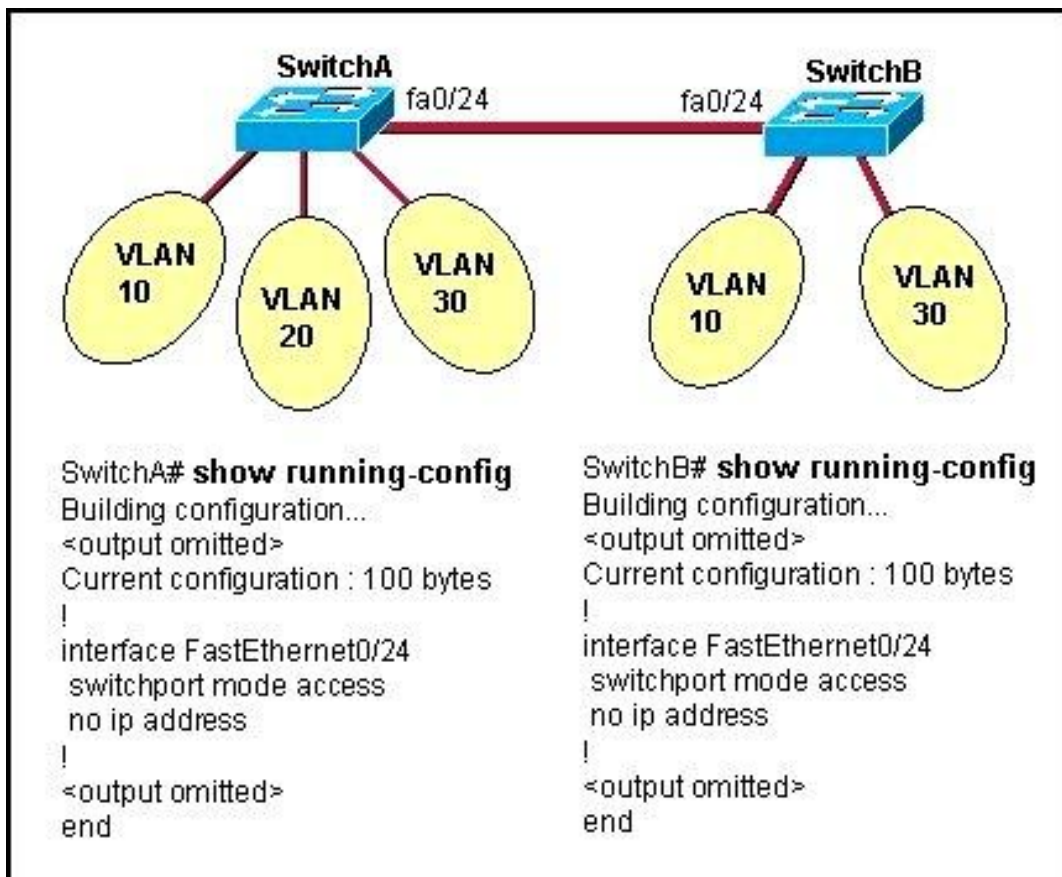 SwitchA
SwitchB
fa0/24
fa0/24
VLAN
10
VLAN
20
VLAN
30
VLAN
10
VLAN
30
SwitchA# show running-config
Building configuration...
<output omitted>
Current configuration : 100 bytes
!
interface FastEthernet0/24
switchport mode access
no ip address
!
<output omitted>
end
SwitchB# show running-config
Building configuration...
<output omitted>
Current configuration : 100 bytes
!
interface FastEthernet0/24
switchport mode access
no ip address
!
<output omitted>
end